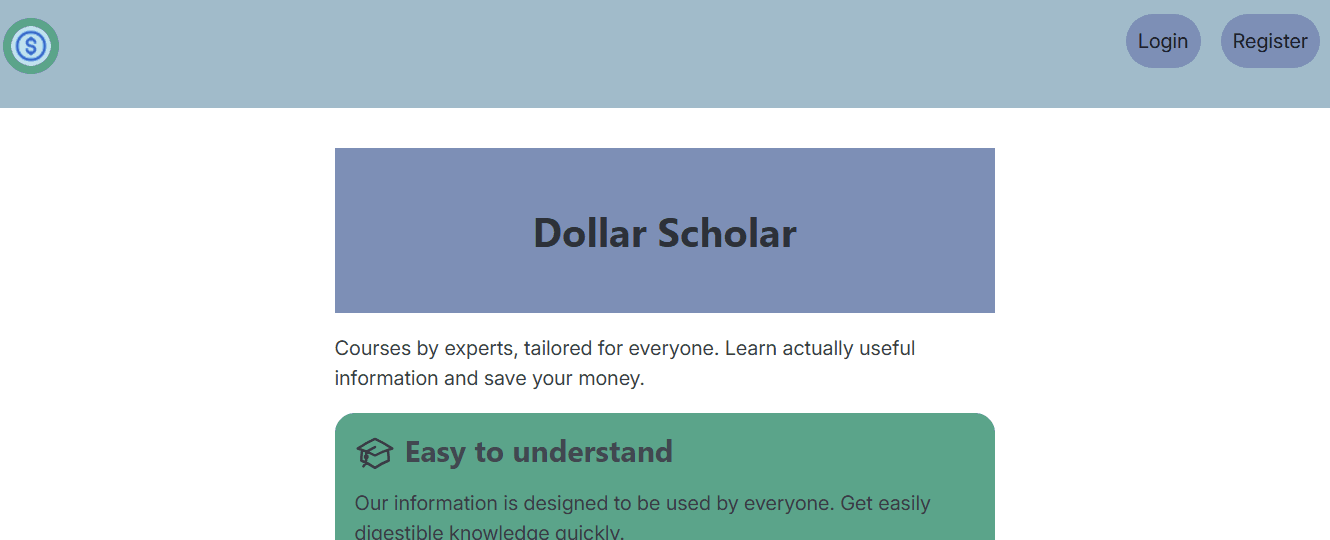 $
Login
Register
Dollar Scholar
Courses by experts, tailored for everyone. Learn actually useful
information and save your money.
Easy to understand
Our information is designed to be used by everyone. Get easily
digestible knowledge quickly.